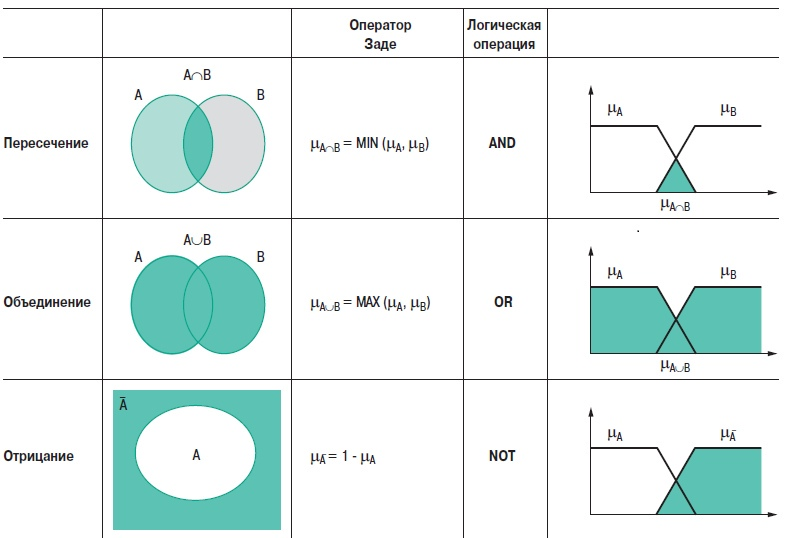 Оператор
Заде
Логическая
операция
Пересечение
A∩B
A
B
μA∩B = MIN (μA, μB)
AND
μA
μB
μA∩B
Объединение
A∪B
A
B
μA∪B = MAX (μA, μB)
OR
μA
μB
μA∪B
Отрицание
Ā
A
μĀ = 1 - μA
NOT
μA
μĀ